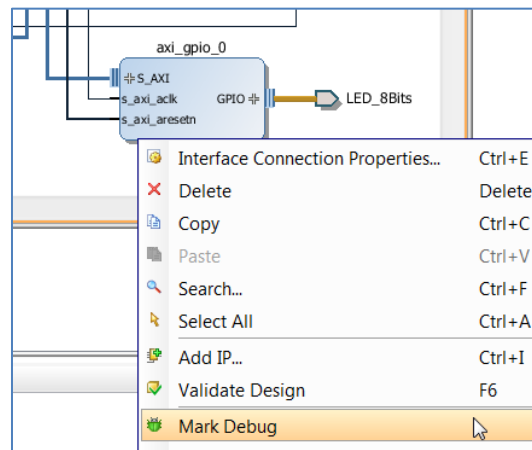 axi_gpio_0
S_AXI
s_axi_aclk GPIO LED_8Bits
s_axi_aresetn
Interface Connection Properties... Ctrl+E
Delete Delete
Copy Ctrl+C
Paste Ctrl+V
Search... Ctrl+F
Select All Ctrl+A
Add IP... Ctrl+I
Validate Design F6
Mark Debug